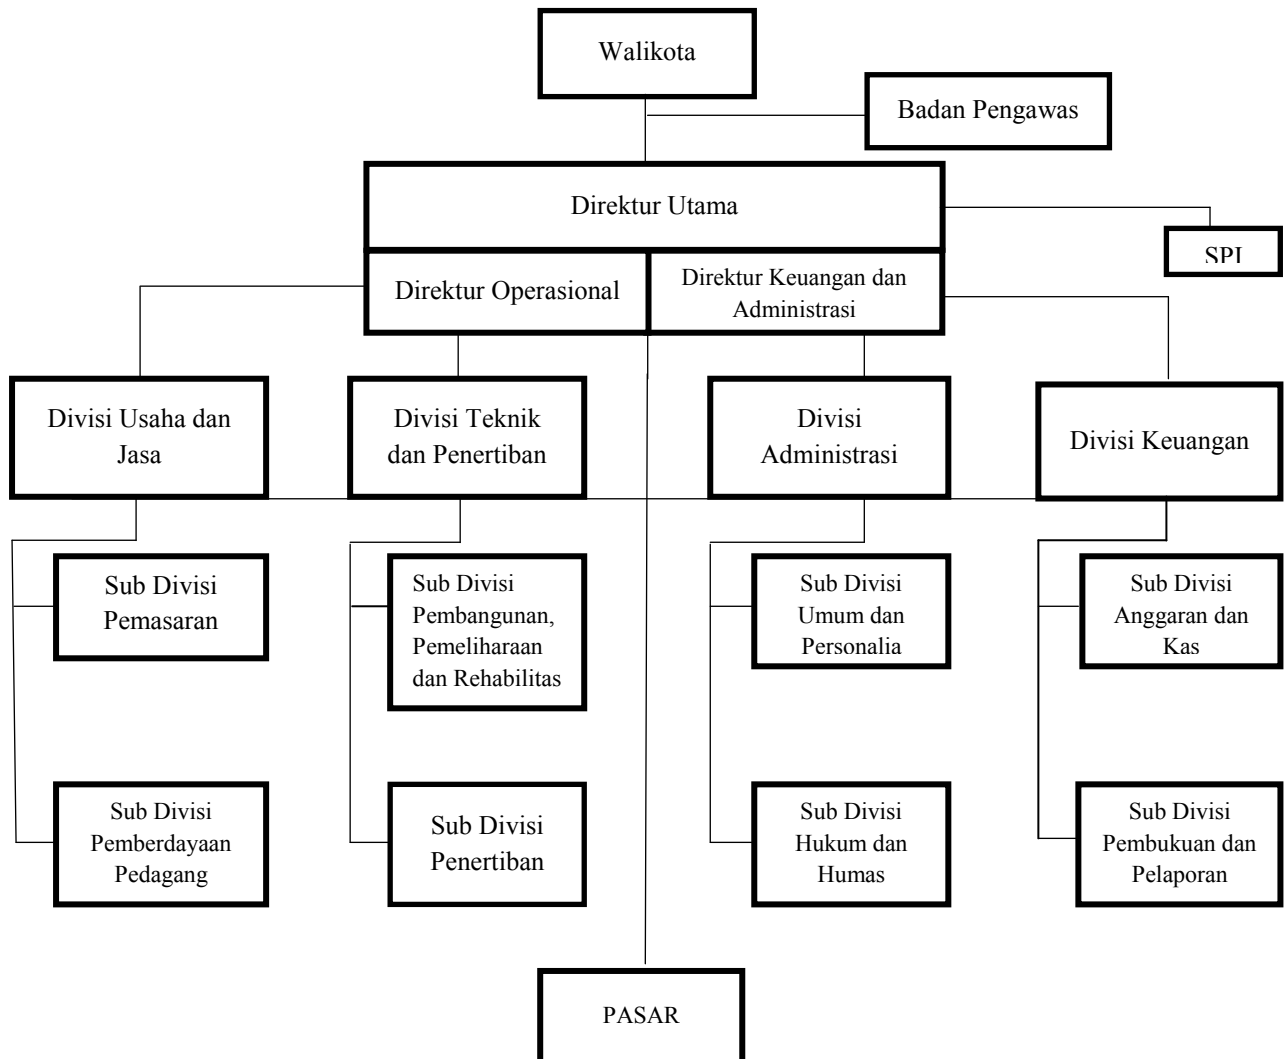 Walikota
Badan Pengawas
Direktur Utama
SPI
Direktur Operasional
Direktur Keuangan dan
Administrasi
Divisi Usaha dan
Jasa
Divisi Teknik
dan Penertiban
Divisi
Administrasi
Divisi Keuangan
Sub Divisi
Pemasaran
Sub Divisi
Pembangunan,
Pemeliharaan
dan Rehabilitas
Sub Divisi
Umum dan
Personalia
Sub Divisi
Anggaran dan
Kas
Sub Divisi
Pemberdayaan
Pedagang
Sub Divisi
Penertiban
Sub Divisi
Hukum dan
Humas
Sub Divisi
Pembukuan dan
Pelaporan
PASAR